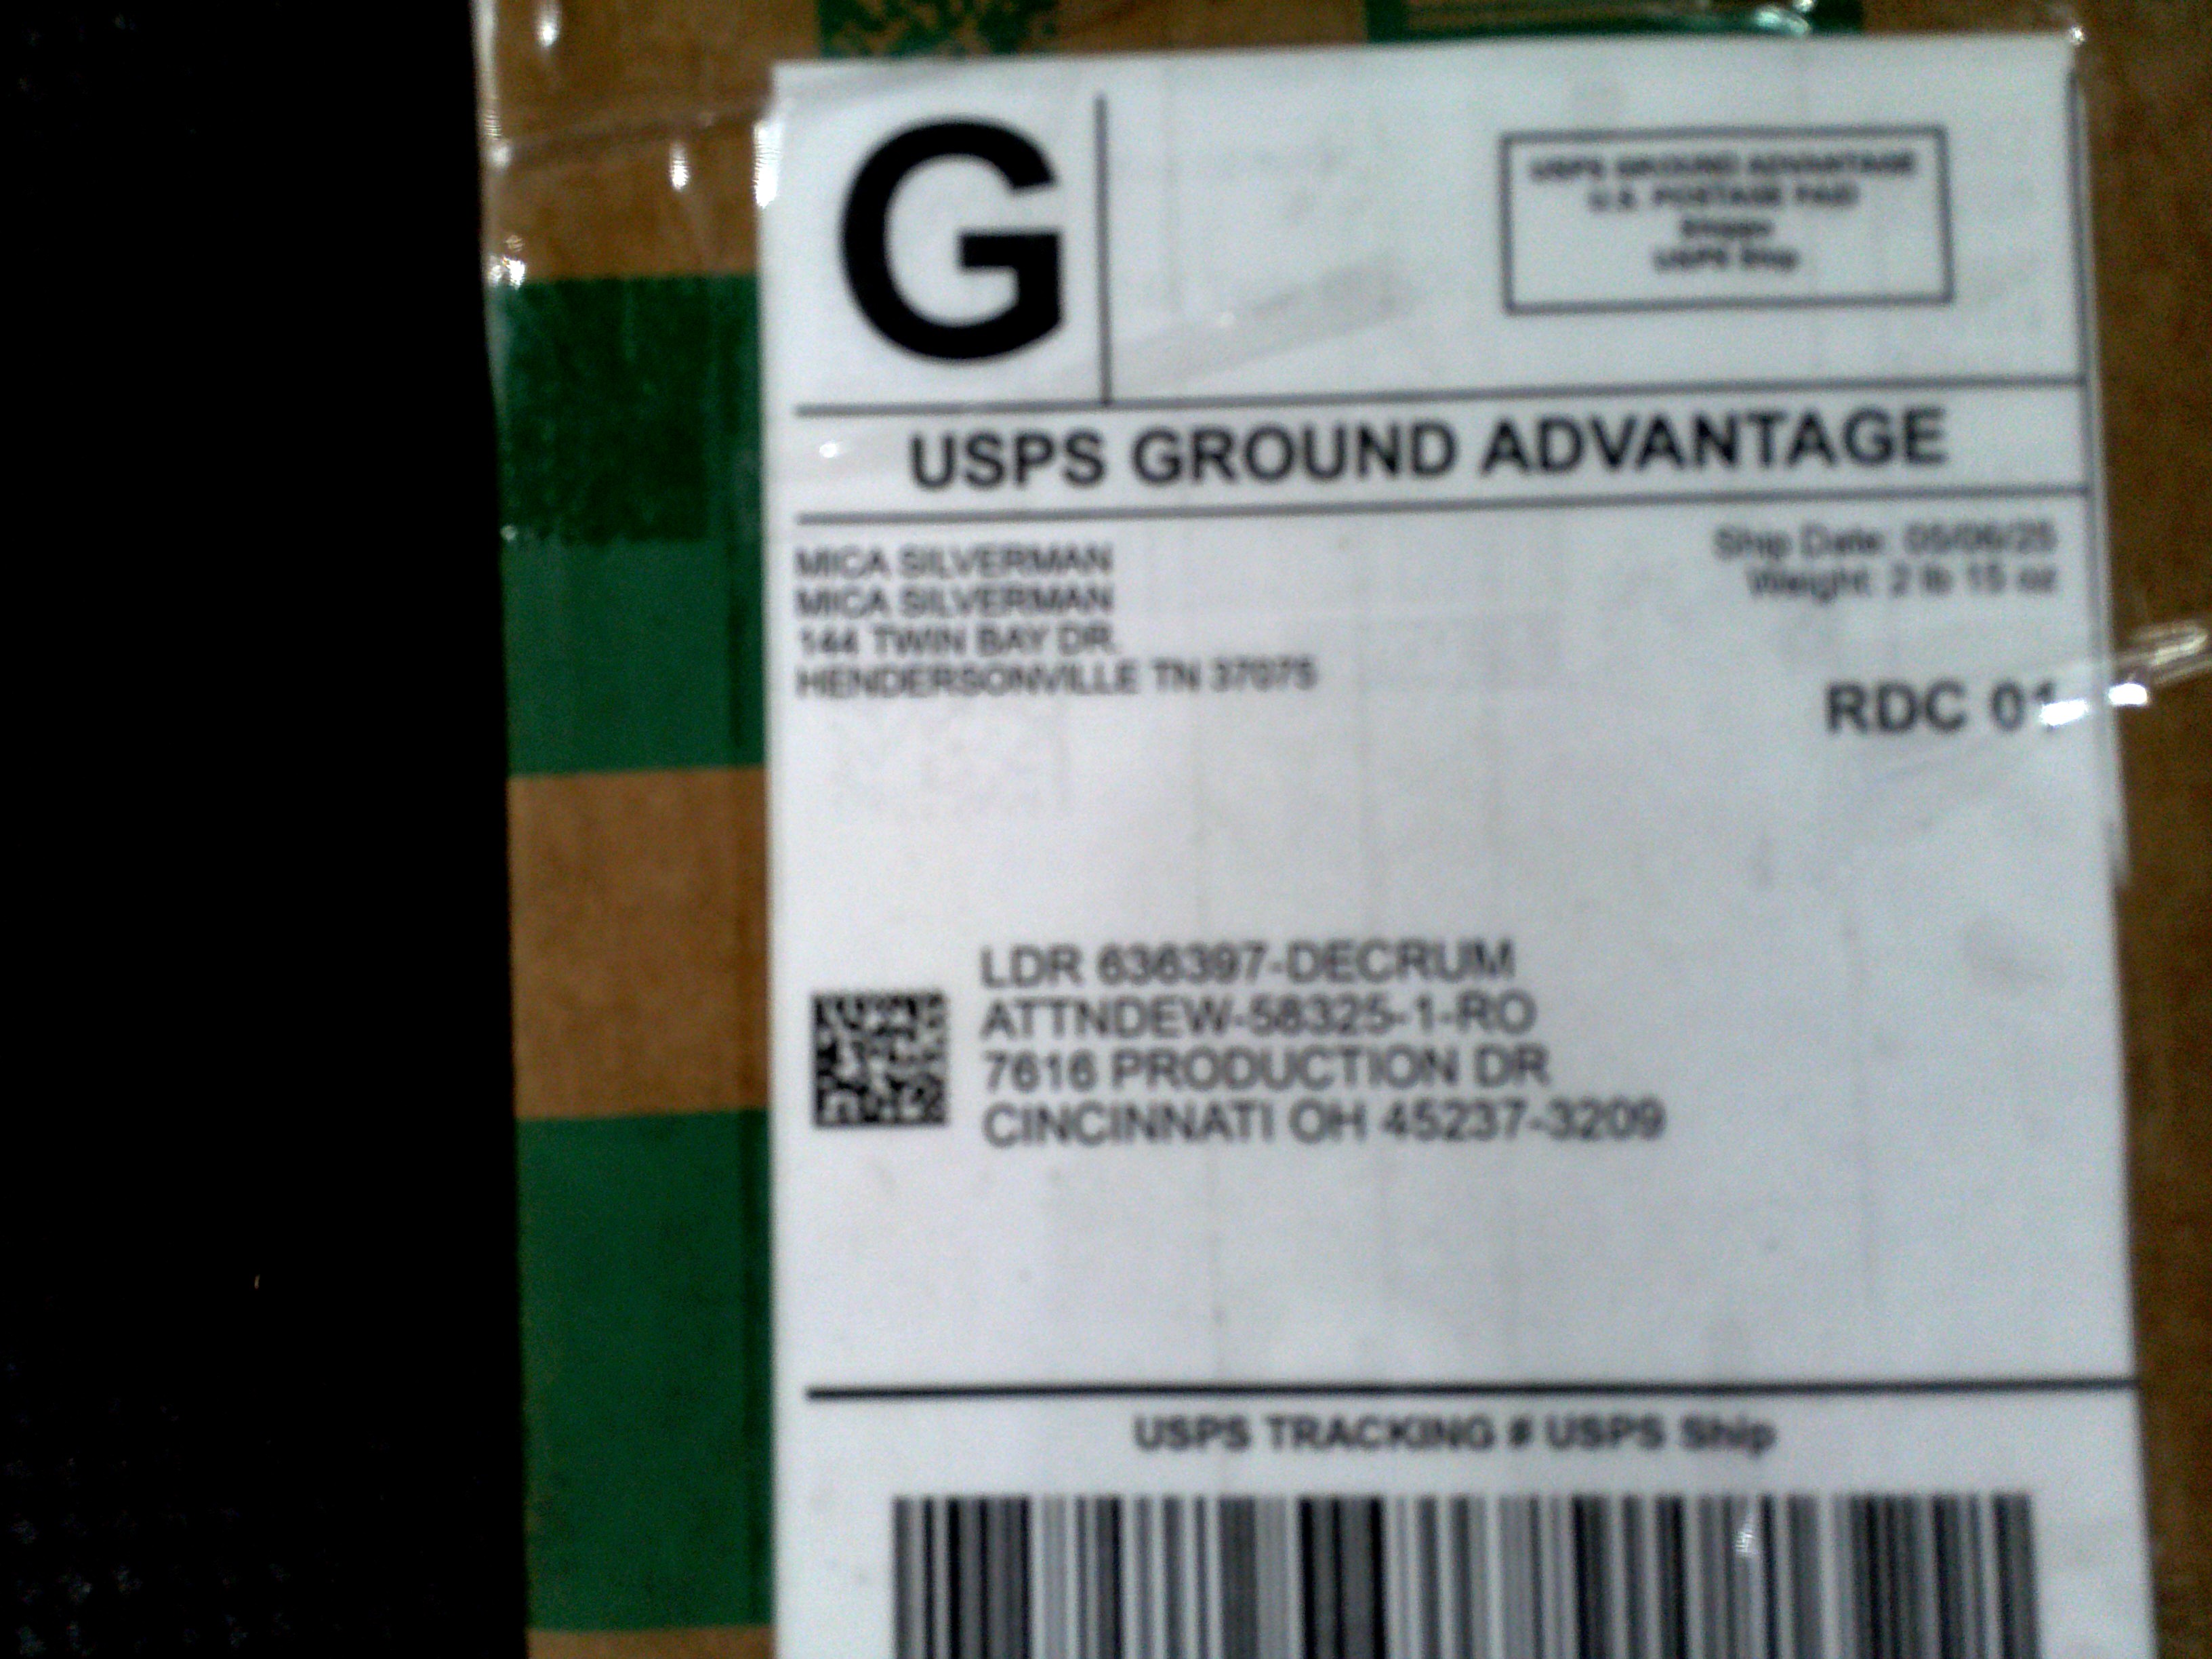 G
USPS GROUND ADVANTAGE
U.S. POSTAGE PAID
Shippo
USPS Ship
USPS GROUND ADVANTAGE
MICA SILVERMAN
MICA SILVERMAN
144 TWIN BAY DR.
HENDERSONVILLE TN 37075
Ship Date: 05/06/25
Weight: 2 lb 15 oz
RDC 01
LDR 636397-DECRUM
ATTNDEW-58325-1-RO
7616 PRODUCTION DR
CINCINNATI OH 45237-3209
USPS TRACKING # USPS Ship